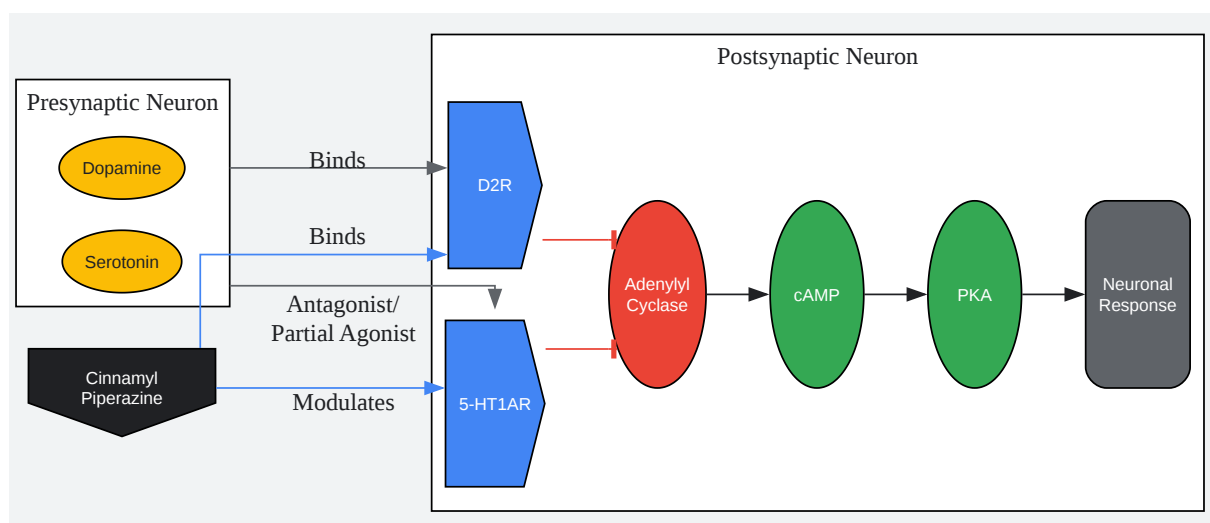 Postsynaptic Neuron
Presynaptic Neuron
Dopamine
Binds
D2R
Serotonin
Binds
Antagonist/
Partial Agonist
Adenylyl
Cyclase
cAMP
PKA
Neuronal
Response
Cinnamyl
Piperazine
Modulates
5-HT1AR